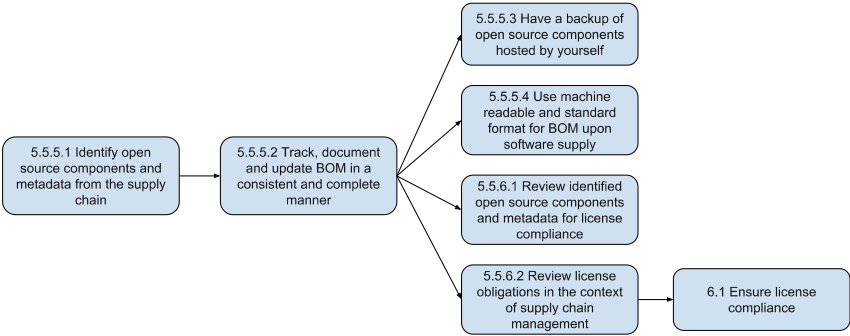 5.5.5.3 Have a backup of
open source components
hosted by yourself
5.5.5.4 Use machine
readable and standard
format for BOM upon
software supply
5.5.5.1 Identify open
source components and
metadata from the supply
chain
5.5.5.2 Track, document
and update BOM in a
consistent and complete
manner
5.5.6.1 Review identified
open source components
and metadata for license
compliance
5.5.6.2 Review license
obligations in the context
of supply chain
management
6.1 Ensure license
compliance